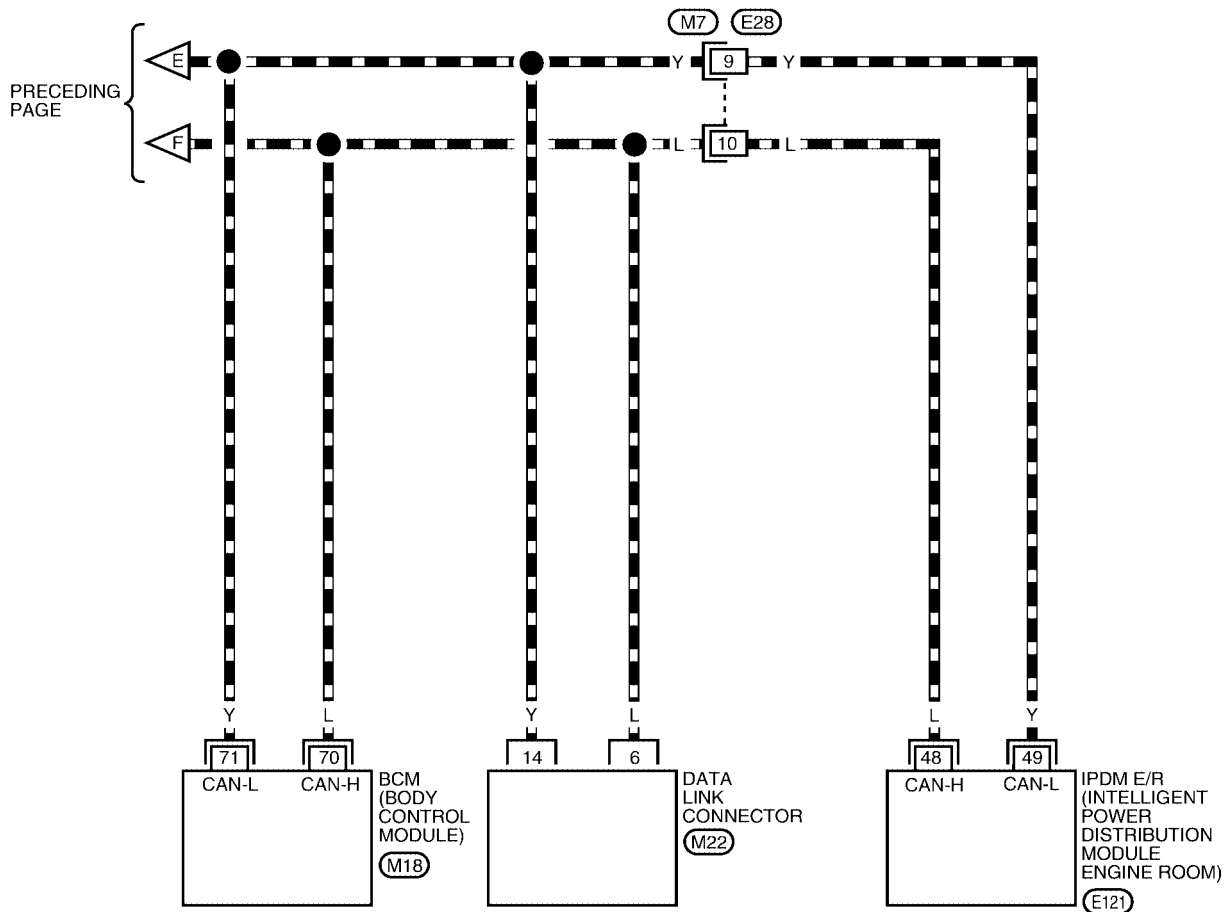 M7 E28
E Y 9 Y
PRECEDING
PAGE
F L 10 L
Y L Y L L Y
71 70 14 6 48 49
CAN-L CAN-H
BCM
(BODY
CONTROL
MODULE)
M18
DATA
LINK
CONNECTOR
M22
CAN-H CAN-L
IPDM E/R
(INTELLIGENT
POWER
DISTRIBUTION
MODULE
ENGINE ROOM)
E121